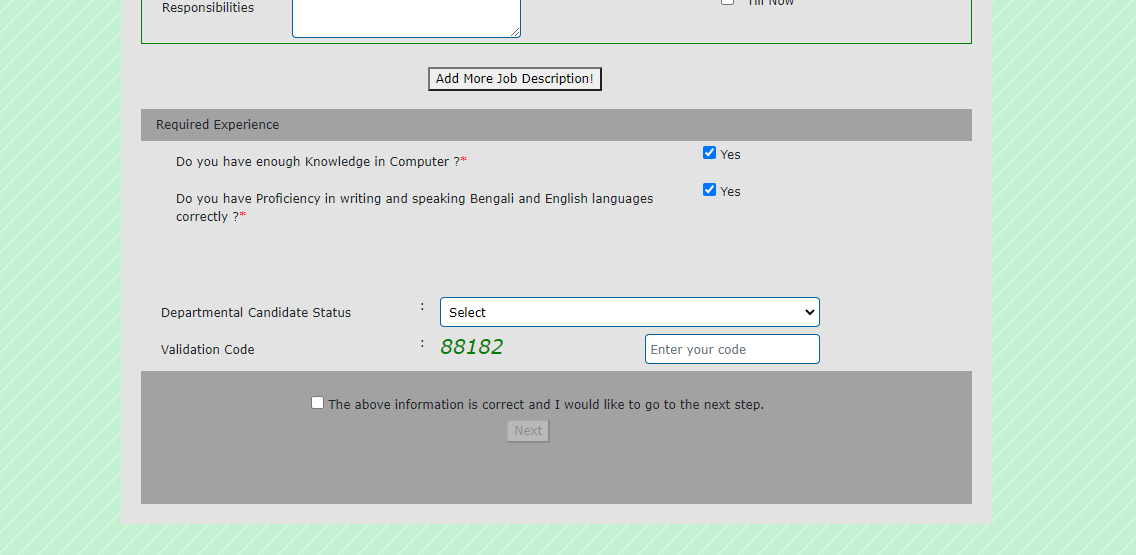 Responsibilities
Till Now
Add More Job Description!
Required Experience
Do you have enough Knowledge in Computer ?*
Yes
Do you have Proficiency in writing and speaking Bengali and English languages
correctly ?*
Yes
Departmental Candidate Status : Select
Validation Code : 88182 Enter your code
The above information is correct and I would like to go to the next step.
Next